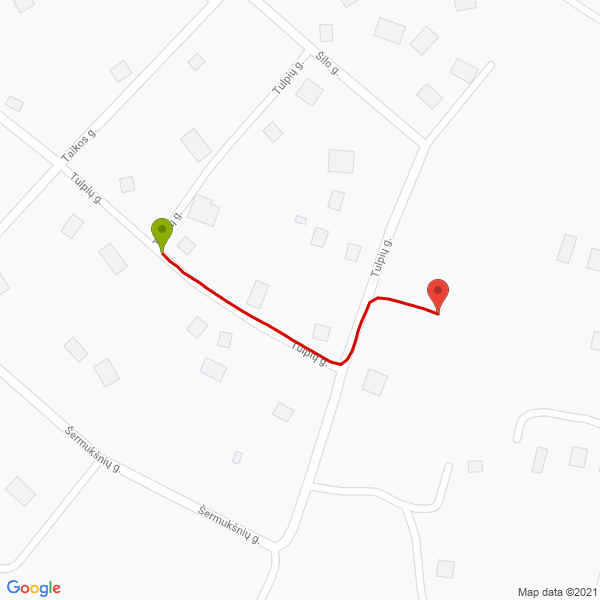 Šilo g.
Tulpių g.
Taikos g.
Tulpių g.
g.
Tulpių g.
Tulpių g.
Šermukšnių g.
Šermukšnių g.
Google
Map data ©2021